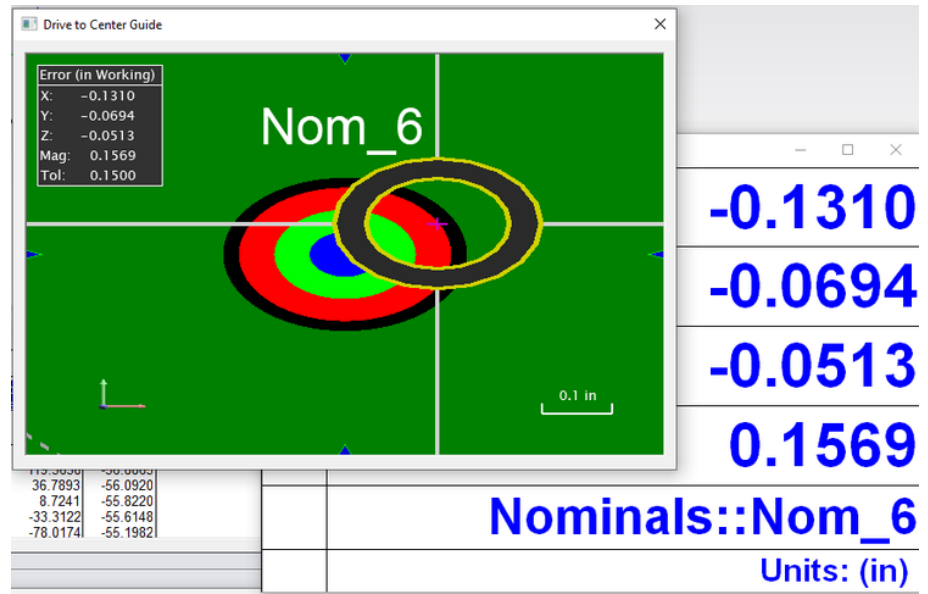 Drive to Center Guide
Error (in Working)
X: -0.1310
Y: -0.0694
Z: -0.0513
Mag: 0.1569
Tol: 0.1500
Nom_6
0.1 in
-0.1310
-0.0694
-0.0513
0.1569
Nominals::Nom_6
Units: (in)
36.7893 -56.0920
8.7241 -55.8220
-33.3122 -55.6148
-78.0174 -55.1982